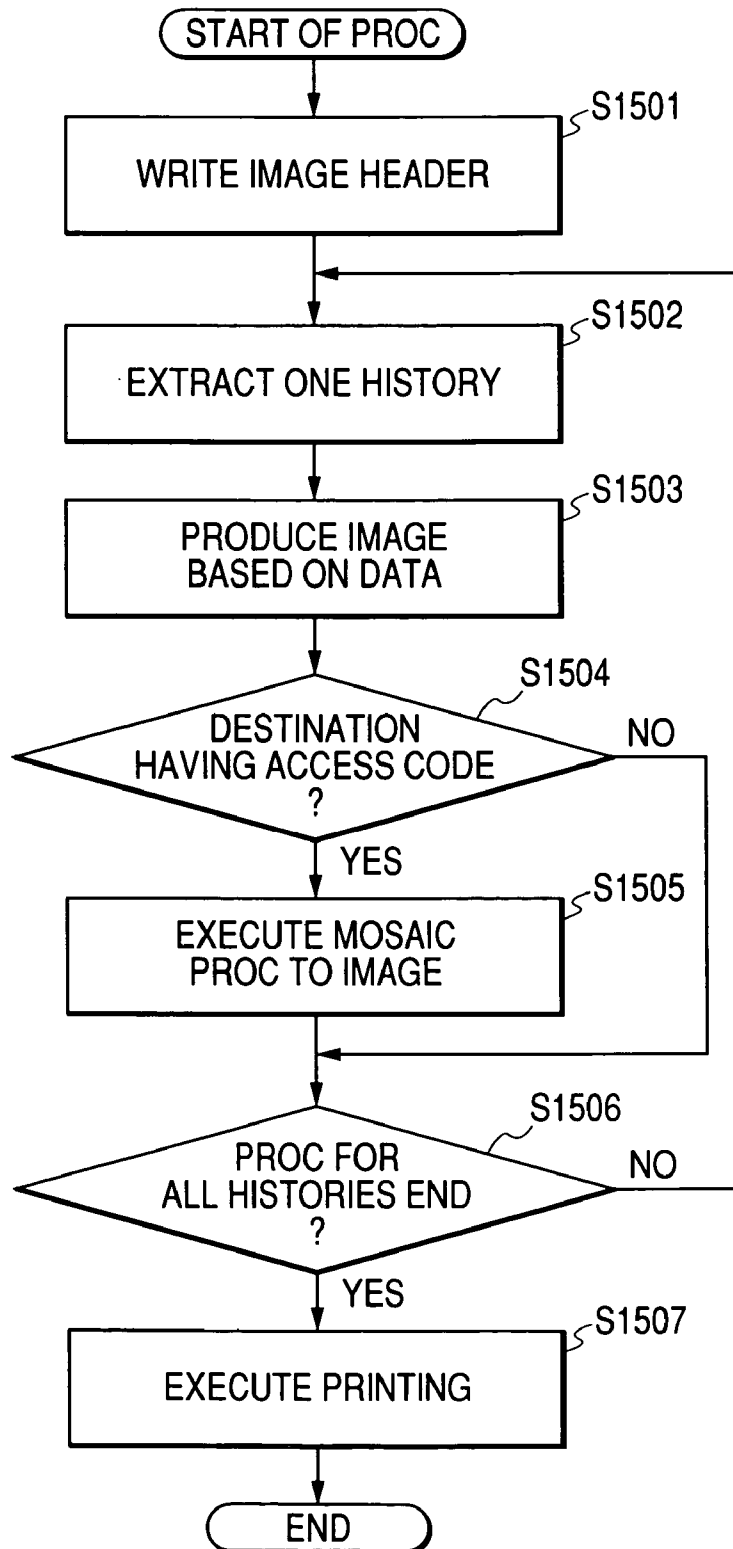 START OF PROC
S1501
WRITE IMAGE HEADER
S1502
EXTRACT ONE HISTORY
S1503
PRODUCE IMAGE
BASED ON DATA
S1504
DESTINATION
HAVING ACCESS CODE
?
NO
YES
S1505
EXECUTE MOSAIC
PROC TO IMAGE
S1506
PROC FOR
ALL HISTORIES END
?
NO
YES
S1507
EXECUTE PRINTING
END